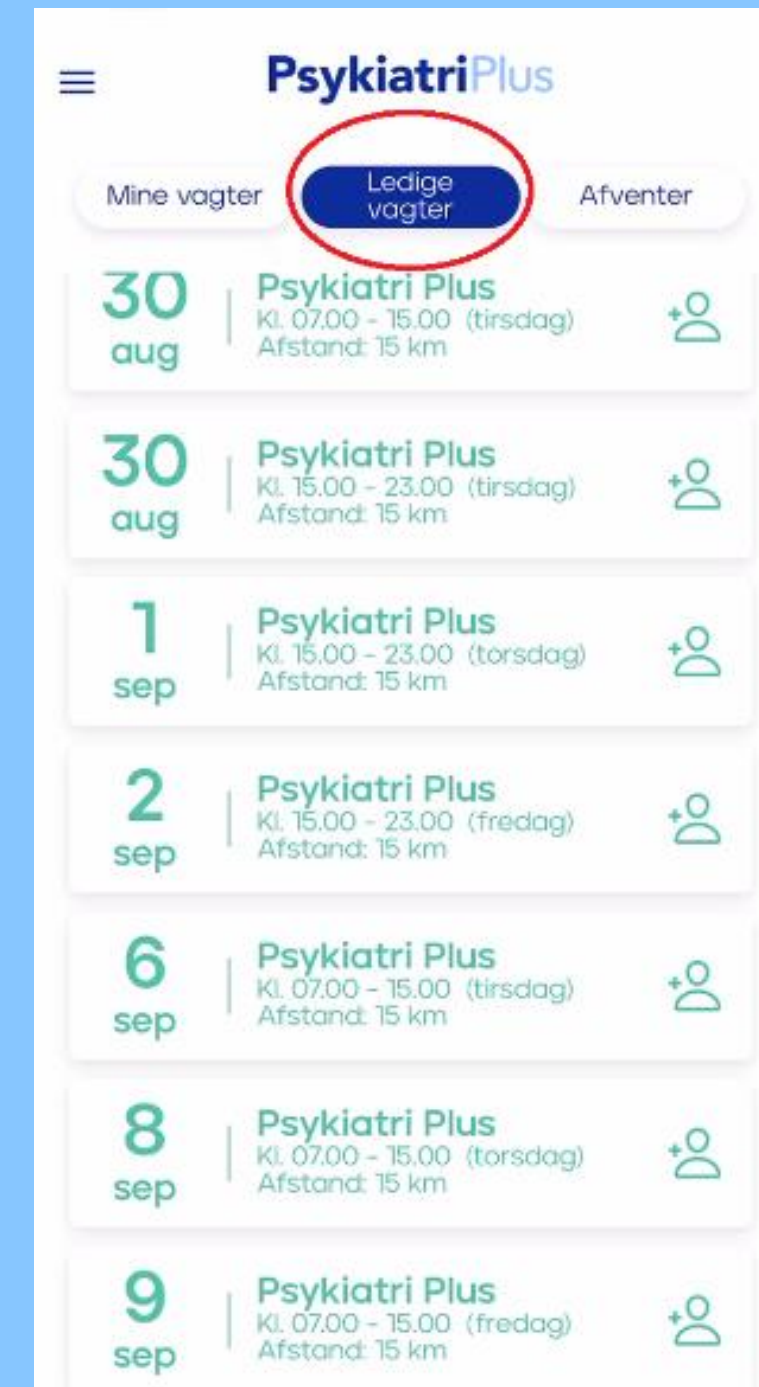 PsykiatriPlus
Mine vagter
Ledige
vagter
Afventer
30
aug
Psykiatri Plus
Kl. 07.00 - 15.00 (tirsdag)
Afstand: 15 km
30
aug
Psykiatri Plus
Kl. 15.00 - 23.00 (tirsdag)
Afstand: 15 km
1
sep
Psykiatri Plus
Kl. 15.00 - 23.00 (torsdag)
Afstand: 15 km
2
sep
Psykiatri Plus
Kl. 15.00 - 23.00 (fredag)
Afstand: 15 km
6
sep
Psykiatri Plus
Kl. 07.00 - 15.00 (tirsdag)
Afstand: 15 km
8
sep
Psykiatri Plus
Kl. 07.00 - 15.00 (torsdag)
Afstand: 15 km
9
sep
Psykiatri Plus
Kl. 07.00 - 15.00 (fredag)
Afstand: 15 km